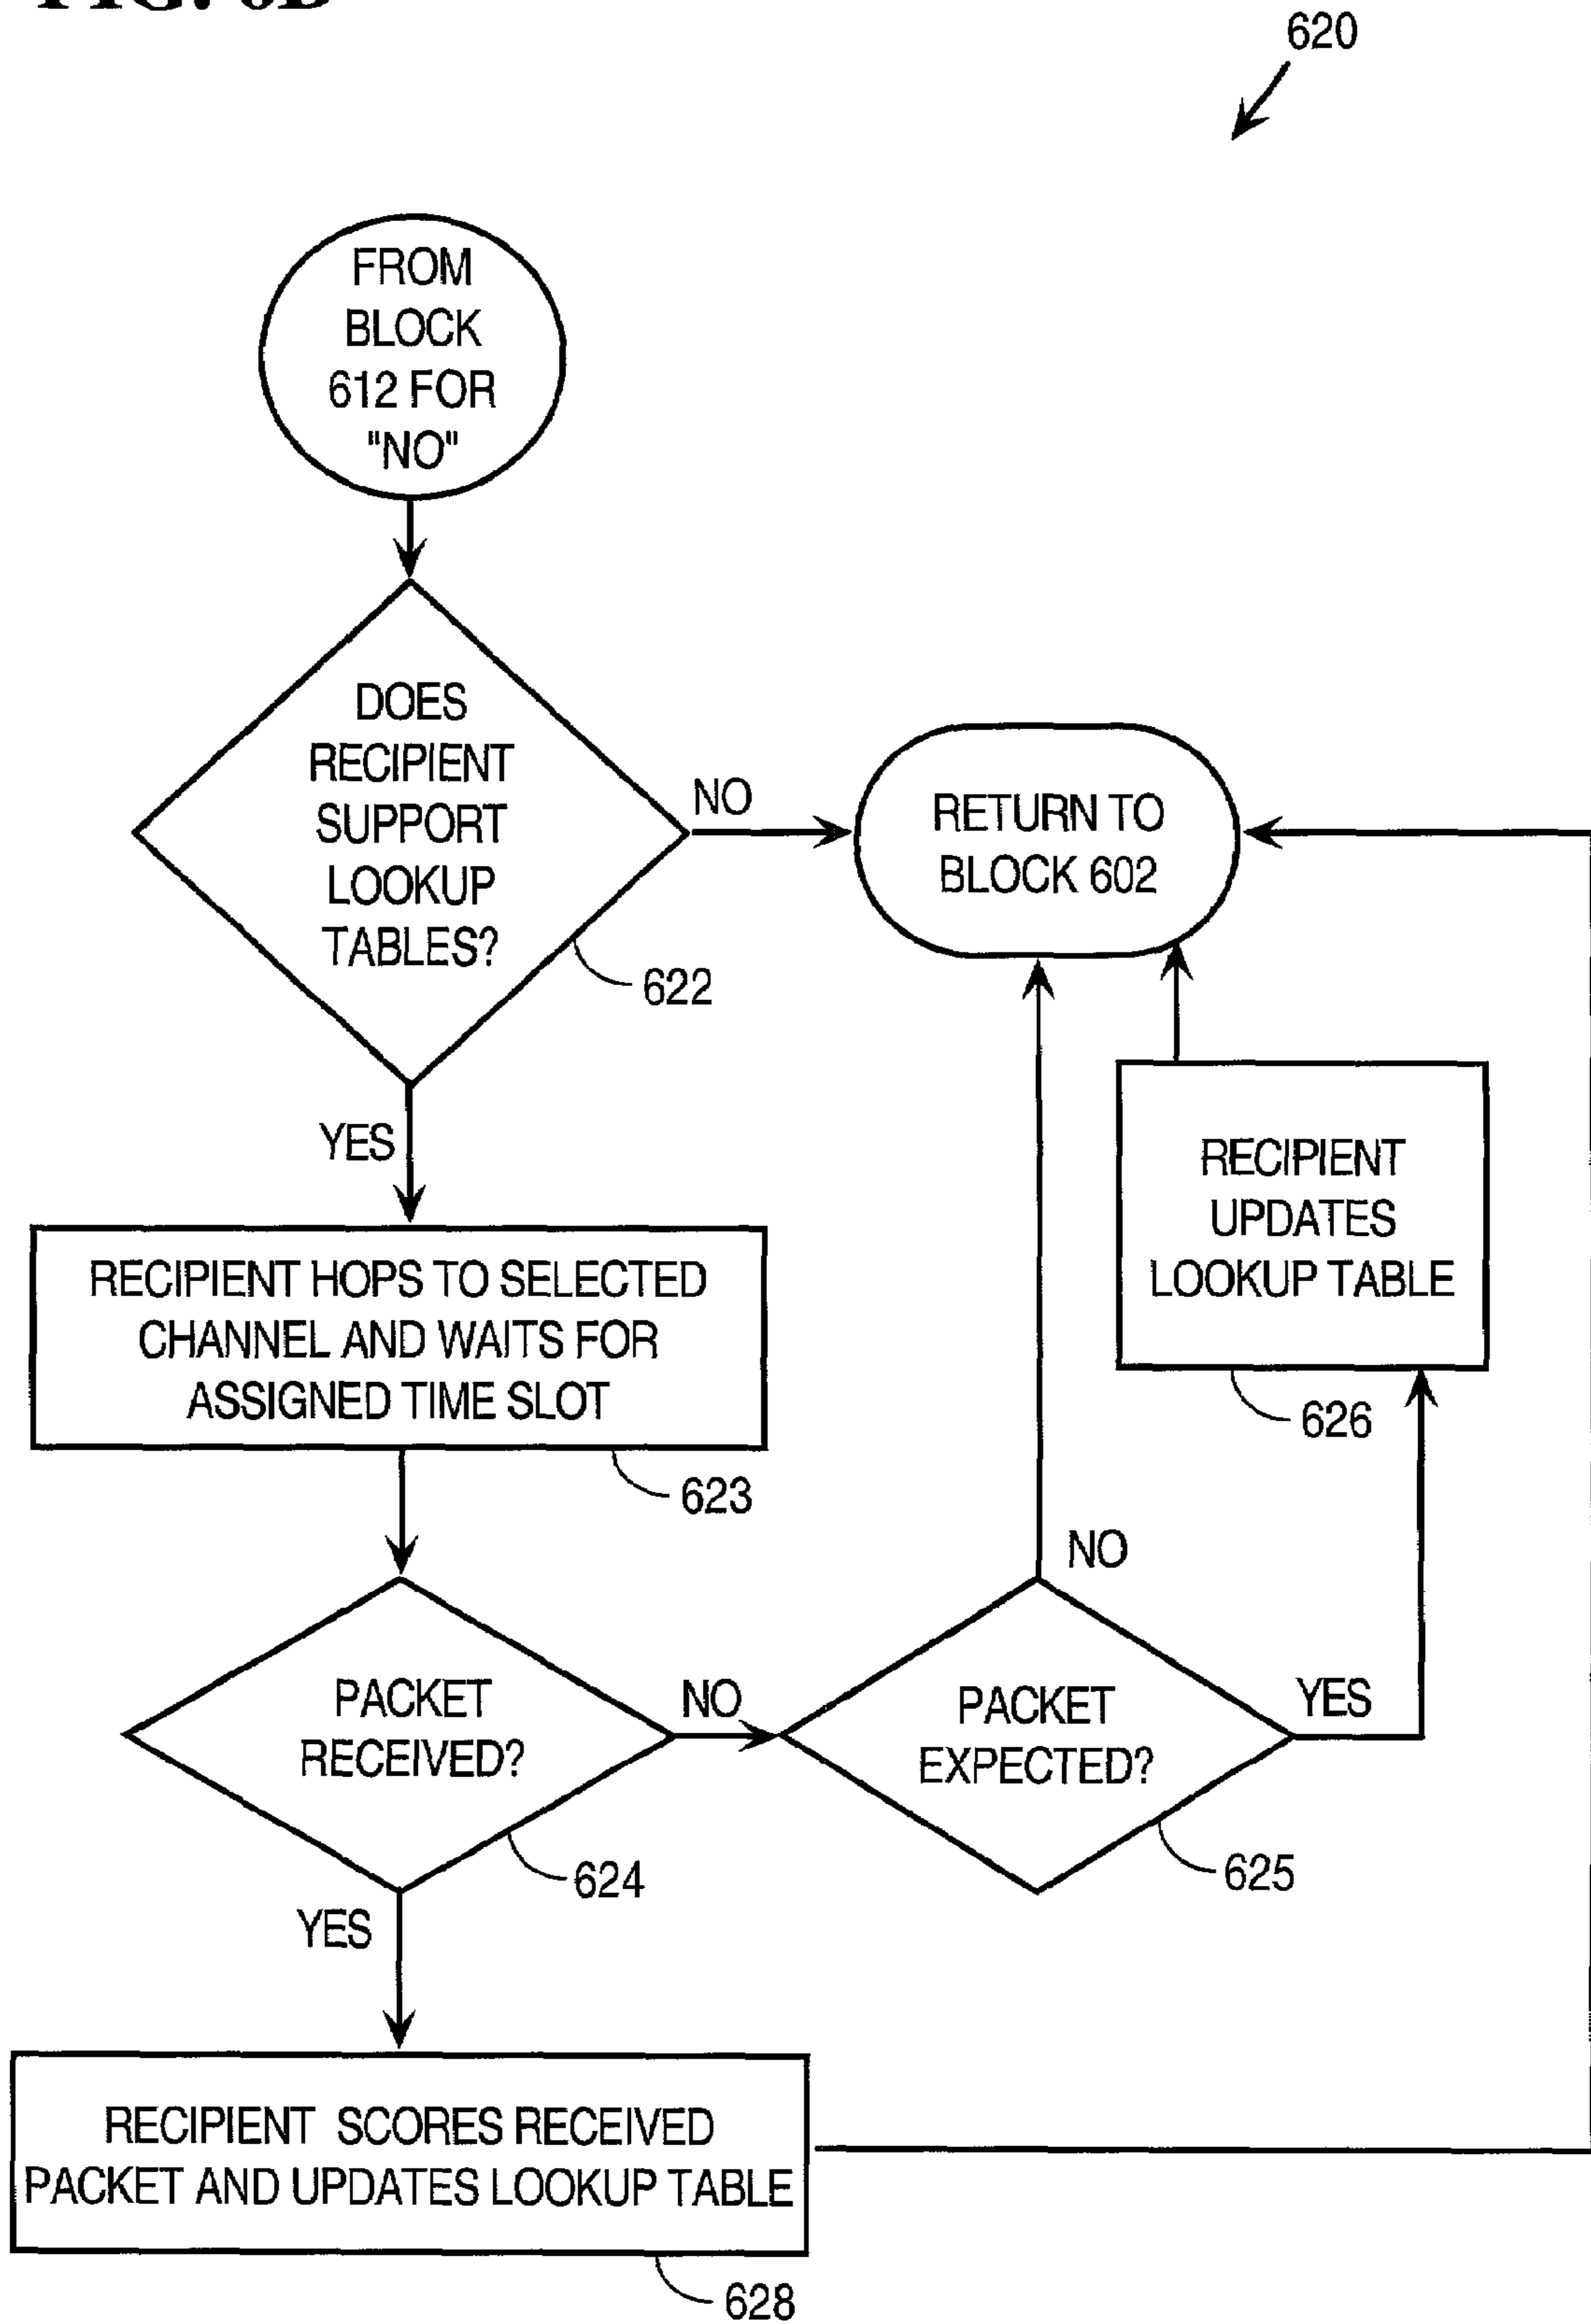 620
FROM
BLOCK
612 FOR
"NO"
DOES
RECIPIENT
SUPPORT
LOOKUP
TABLES?
622
NO
RETURN TO
BLOCK 602
YES
RECIPIENT HOPS TO SELECTED
CHANNEL AND WAITS FOR
ASSIGNED TIME SLOT
623
RECIPIENT
UPDATES
LOOKUP TABLE
626
PACKET
RECEIVED?
624
NO
PACKET
EXPECTED?
625
NO
YES
YES
RECIPIENT SCORES RECEIVED
PACKET AND UPDATES LOOKUP TABLE
628